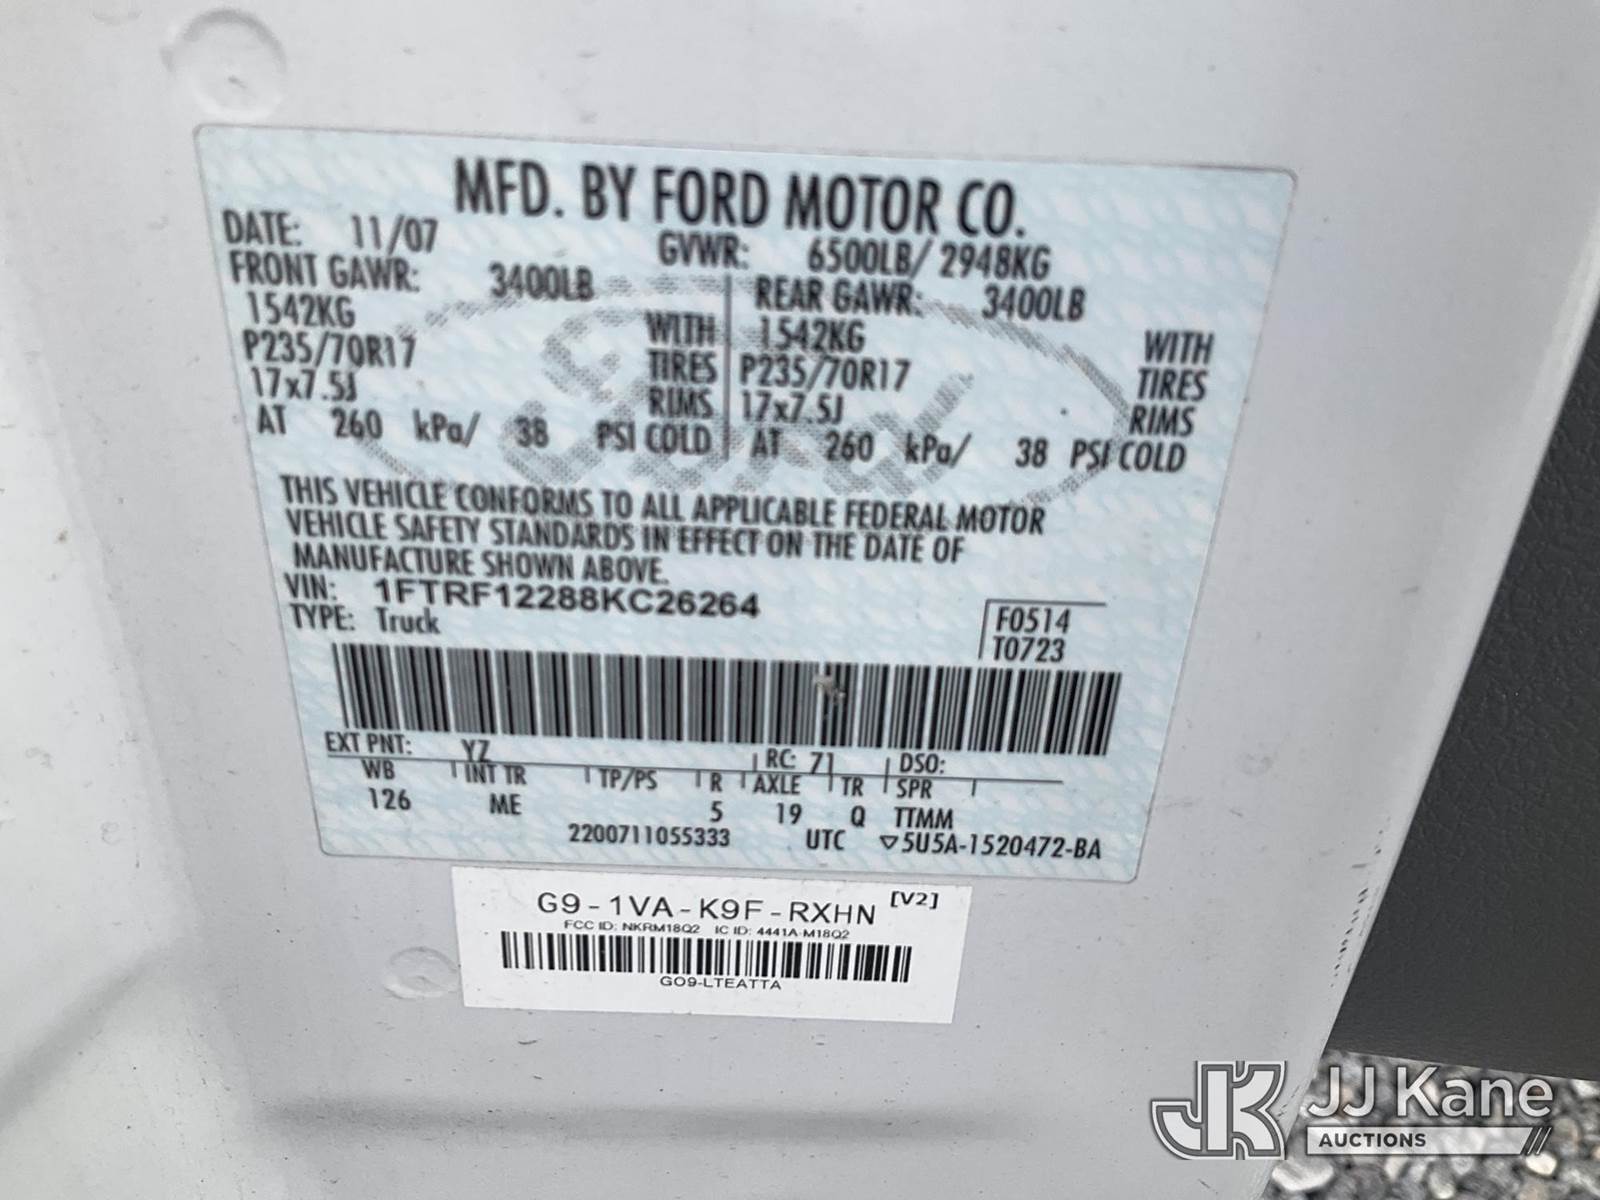 MFD. BY FORD MOTOR CO.
DATE: 11/07 GVWR: 6500LB/ 2948KG
FRONT GAWR: 3400LB REAR GAWR: 3400LB
1542KG WITH 1542KG WITH
P235/70R17 TIRES P235/70R17 TIRES
17x7.5J RIMS 17x7.5J RIMS
AT 260 kPa/ 38 PSI COLD AT 260 kPa/ 38 PSI COLD
THIS VEHICLE CONFORMS TO ALL APPLICABLE FEDERAL MOTOR
VEHICLE SAFETY STANDARDS IN EFFECT ON THE DATE OF
MANUFACTURE SHOWN ABOVE.
VIN: 1FTRF12288KC26264
TYPE: Truck
F0514
T0723
EXT PNT: YZ RC: 71 DSO:
WB INT TR TP/PS R AXLE TR SPR
126 ME 5 19 Q TTMM
2200711055333 UTC ▽5U5A-1520472-BA
G9-1VA-K9F-RXHN [V2]
FCC ID: NKRM18Q2 IC ID: 4441A-M18Q2
GO9-LTEATTA
JK JJ Kane
AUCTIONS